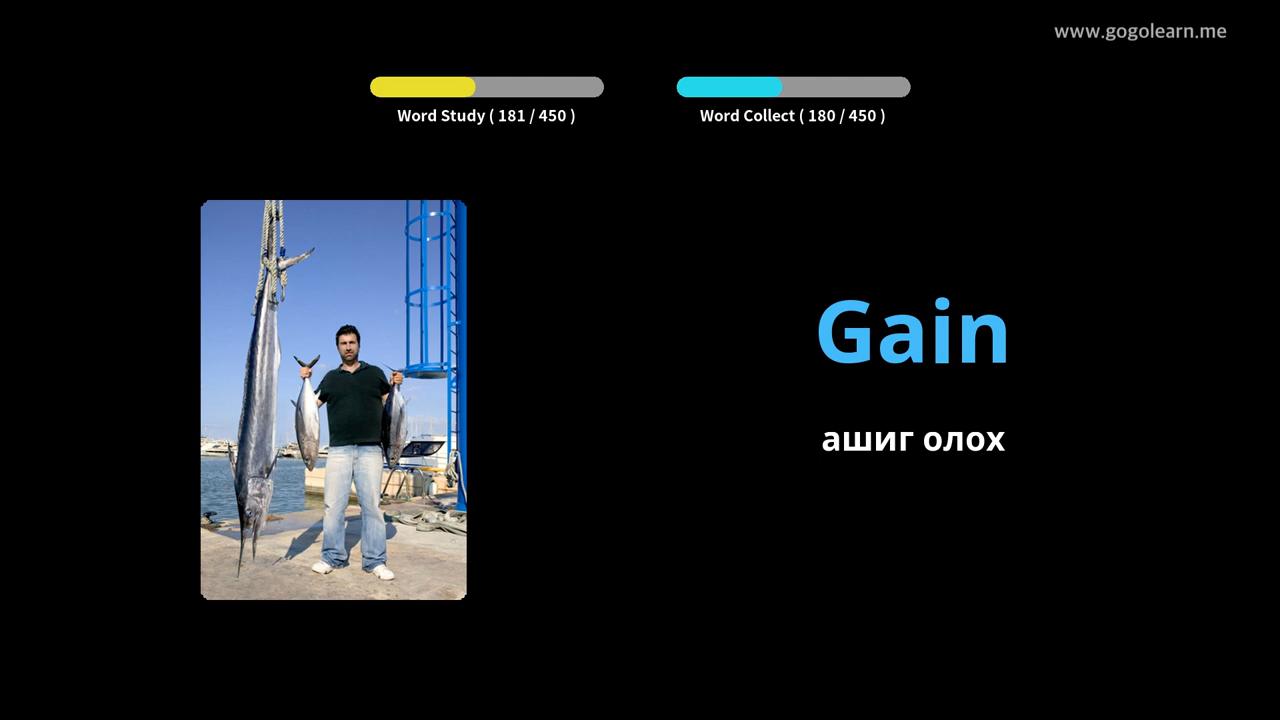 www.gogolearn.me
Word Study ( 181 / 450 )
Word Collect ( 180 / 450 )
Gain
ашиг олох